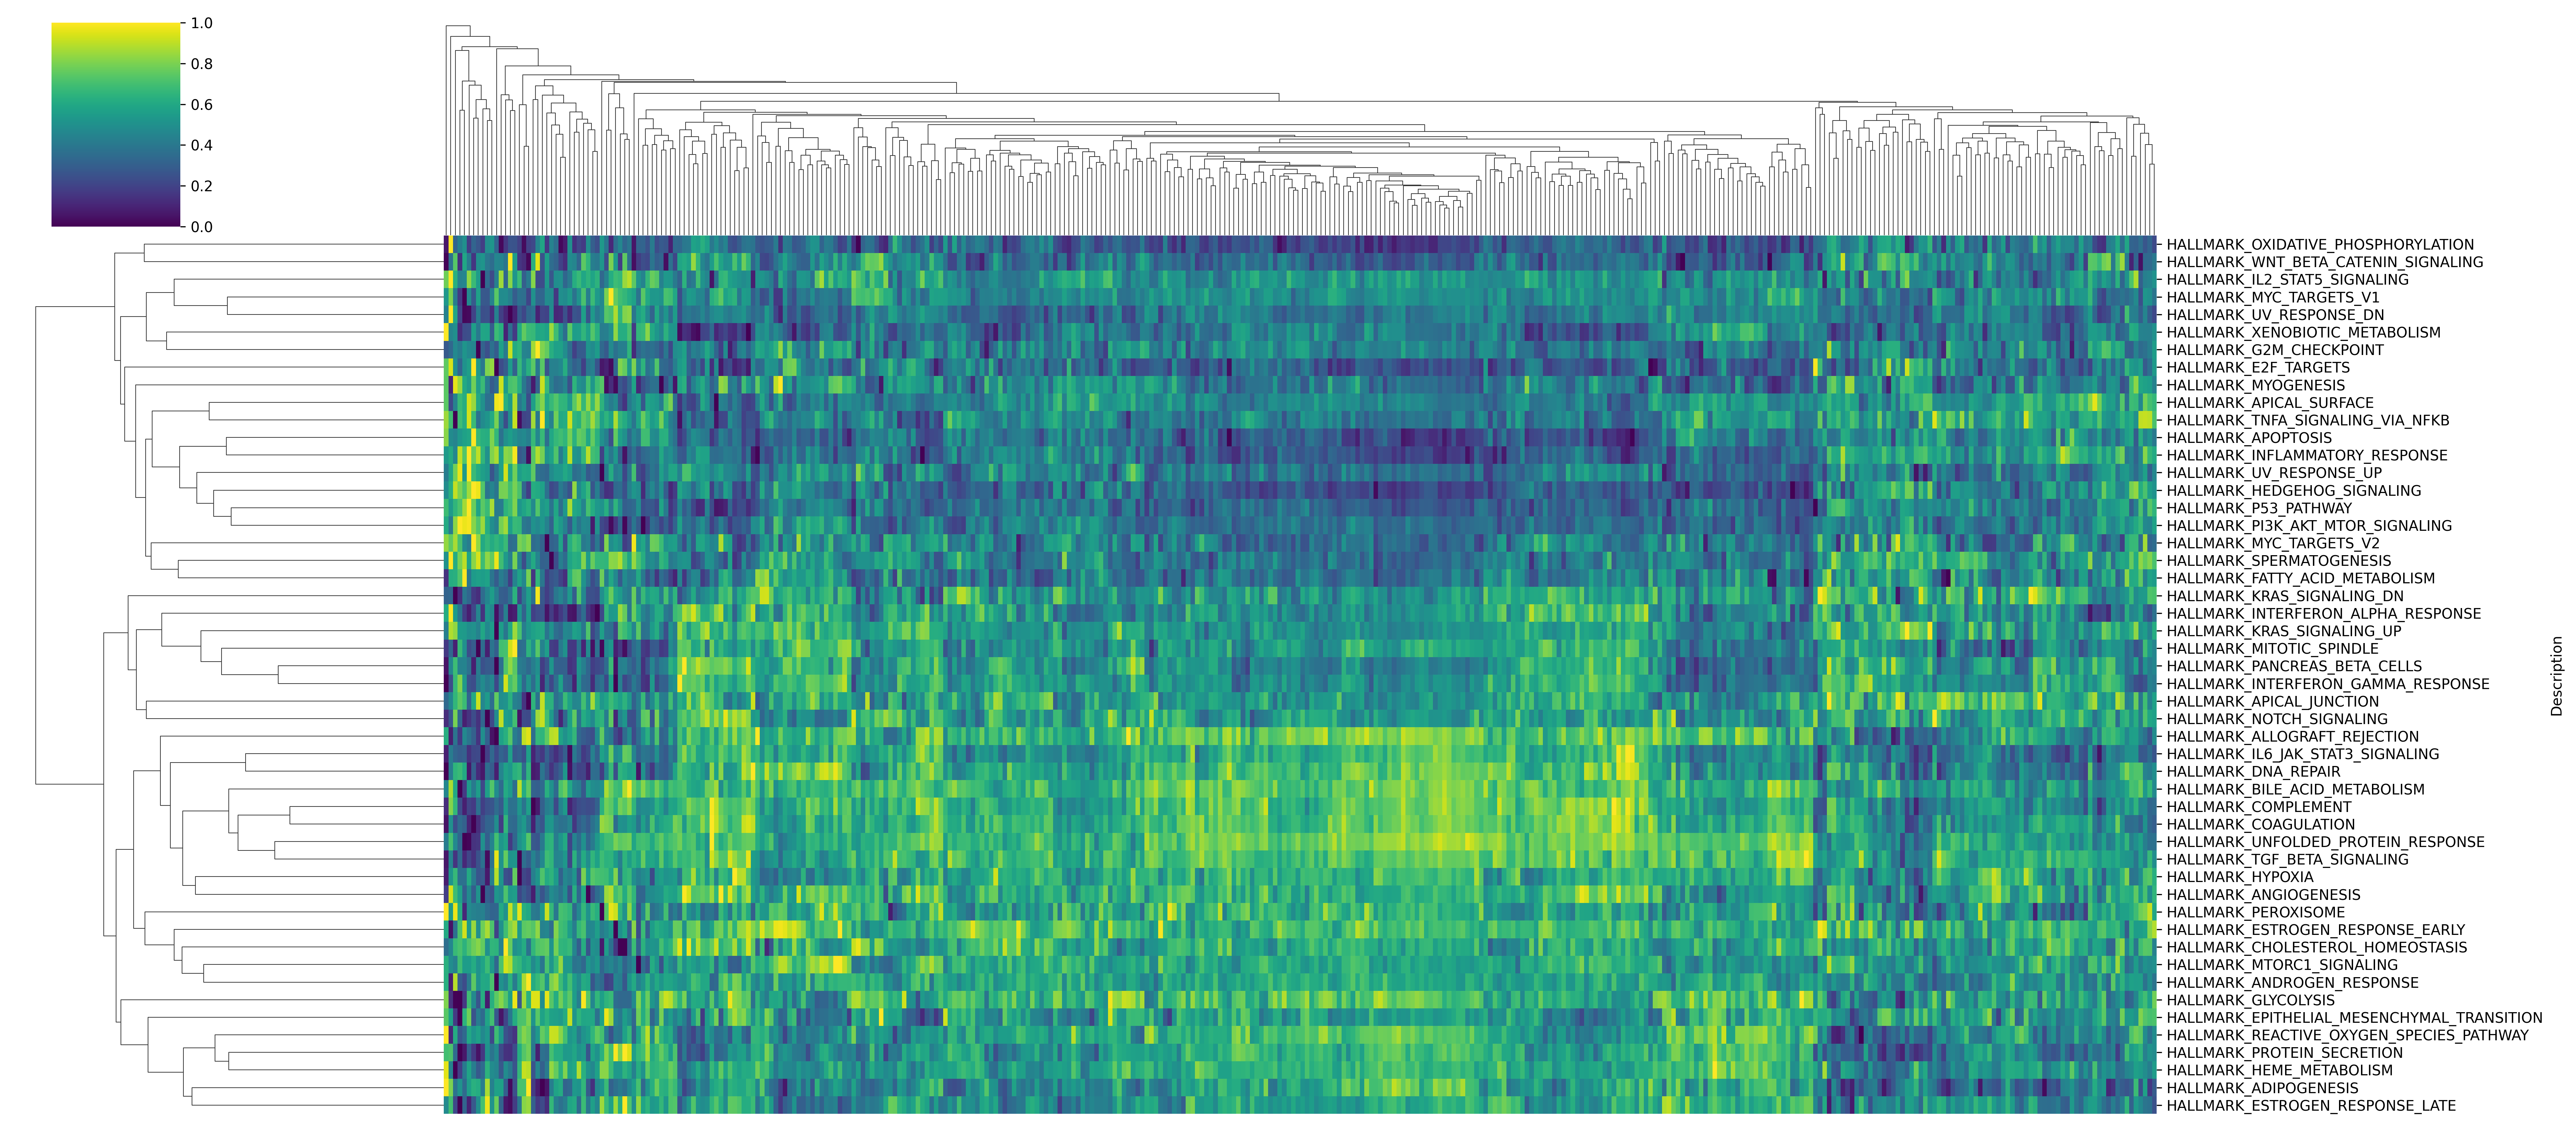 1.0
0.8
0.6
0.4
0.2
0.0
HALLMARK_OXIDATIVE_PHOSPHORYLATION
HALLMARK_WNT_BETA_CATENIN_SIGNALING
HALLMARK_IL2_STAT5_SIGNALING
HALLMARK_MYC_TARGETS_V1
HALLMARK_UV_RESPONSE_DN
HALLMARK_XENOBIOTIC_METABOLISM
HALLMARK_G2M_CHECKPOINT
HALLMARK_E2F_TARGETS
HALLMARK_MYOGENESIS
HALLMARK_APICAL_SURFACE
HALLMARK_TNFA_SIGNALING_VIA_NFKB
HALLMARK_APOPTOSIS
HALLMARK_INFLAMMATORY_RESPONSE
HALLMARK_UV_RESPONSE_UP
HALLMARK_HEDGEHOG_SIGNALING
HALLMARK_P53_PATHWAY
HALLMARK_PI3K_AKT_MTOR_SIGNALING
HALLMARK_MYC_TARGETS_V2
HALLMARK_SPERMATOGENESIS
HALLMARK_FATTY_ACID_METABOLISM
HALLMARK_KRAS_SIGNALING_DN
HALLMARK_INTERFERON_ALPHA_RESPONSE
HALLMARK_KRAS_SIGNALING_UP
HALLMARK_MITOTIC_SPINDLE
HALLMARK_PANCREAS_BETA_CELLS
HALLMARK_INTERFERON_GAMMA_RESPONSE
HALLMARK_APICAL_JUNCTION
HALLMARK_NOTCH_SIGNALING
HALLMARK_ALLOGRAFT_REJECTION
HALLMARK_IL6_JAK_STAT3_SIGNALING
HALLMARK_DNA_REPAIR
HALLMARK_BILE_ACID_METABOLISM
HALLMARK_COMPLEMENT
HALLMARK_COAGULATION
HALLMARK_UNFOLDED_PROTEIN_RESPONSE
HALLMARK_TGF_BETA_SIGNALING
HALLMARK_HYPOXIA
HALLMARK_ANGIOGENESIS
HALLMARK_PEROXISOME
HALLMARK_ESTROGEN_RESPONSE_EARLY
HALLMARK_CHOLESTEROL_HOMEOSTASIS
HALLMARK_MTORC1_SIGNALING
HALLMARK_ANDROGEN_RESPONSE
HALLMARK_GLYCOLYSIS
HALLMARK_EPITHELIAL_MESENCHYMAL_TRANSITION
HALLMARK_REACTIVE_OXYGEN_SPECIES_PATHWAY
HALLMARK_PROTEIN_SECRETION
HALLMARK_HEME_METABOLISM
HALLMARK_ADIPOGENESIS
HALLMARK_ESTROGEN_RESPONSE_LATE
Description